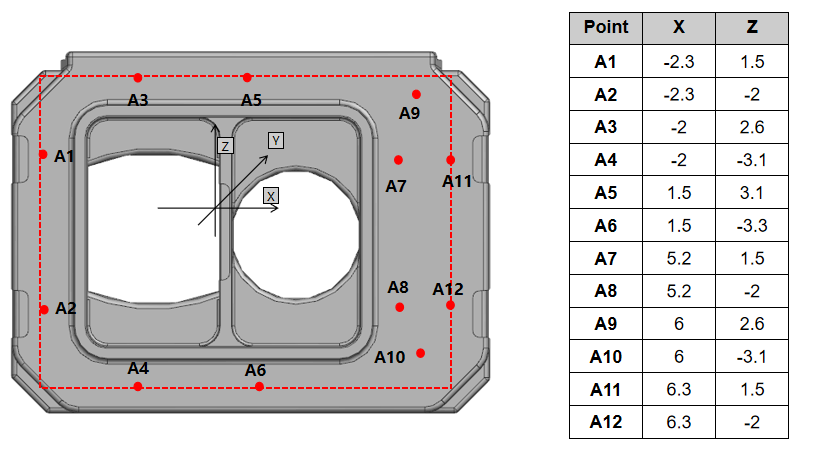 A3 A5
A9
A1
Z
Y
A7 A11
X
A8 A12
A2
A10
A4 A6
Point X Z
A1 -2.3 1.5
A2 -2.3 -2
A3 -2 2.6
A4 -2 -3.1
A5 1.5 3.1
A6 1.5 -3.3
A7 5.2 1.5
A8 5.2 -2
A9 6 2.6
A10 6 -3.1
A11 6.3 1.5
A12 6.3 -2